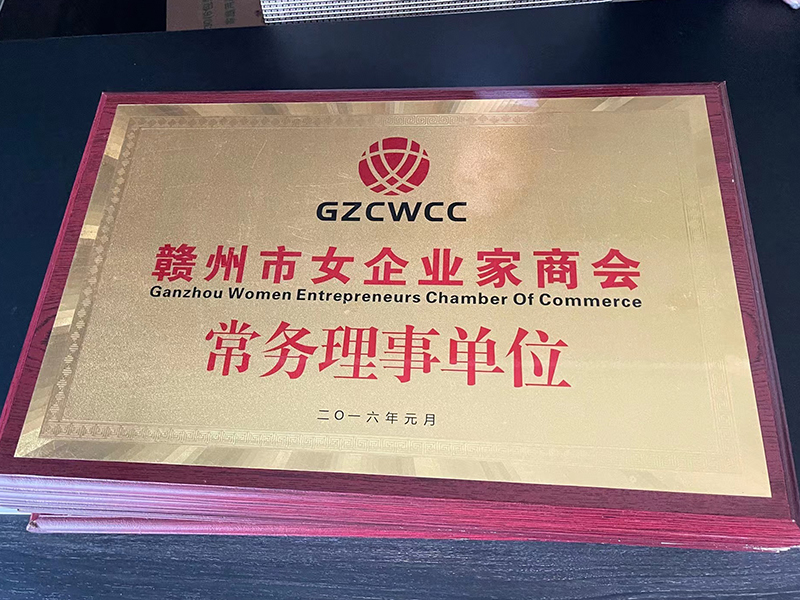 GZCWCC
赣州市女企业家商会
Ganzhou Women Entrepreneurs Chamber Of Commerce
常务理事单位
二〇一六年元月